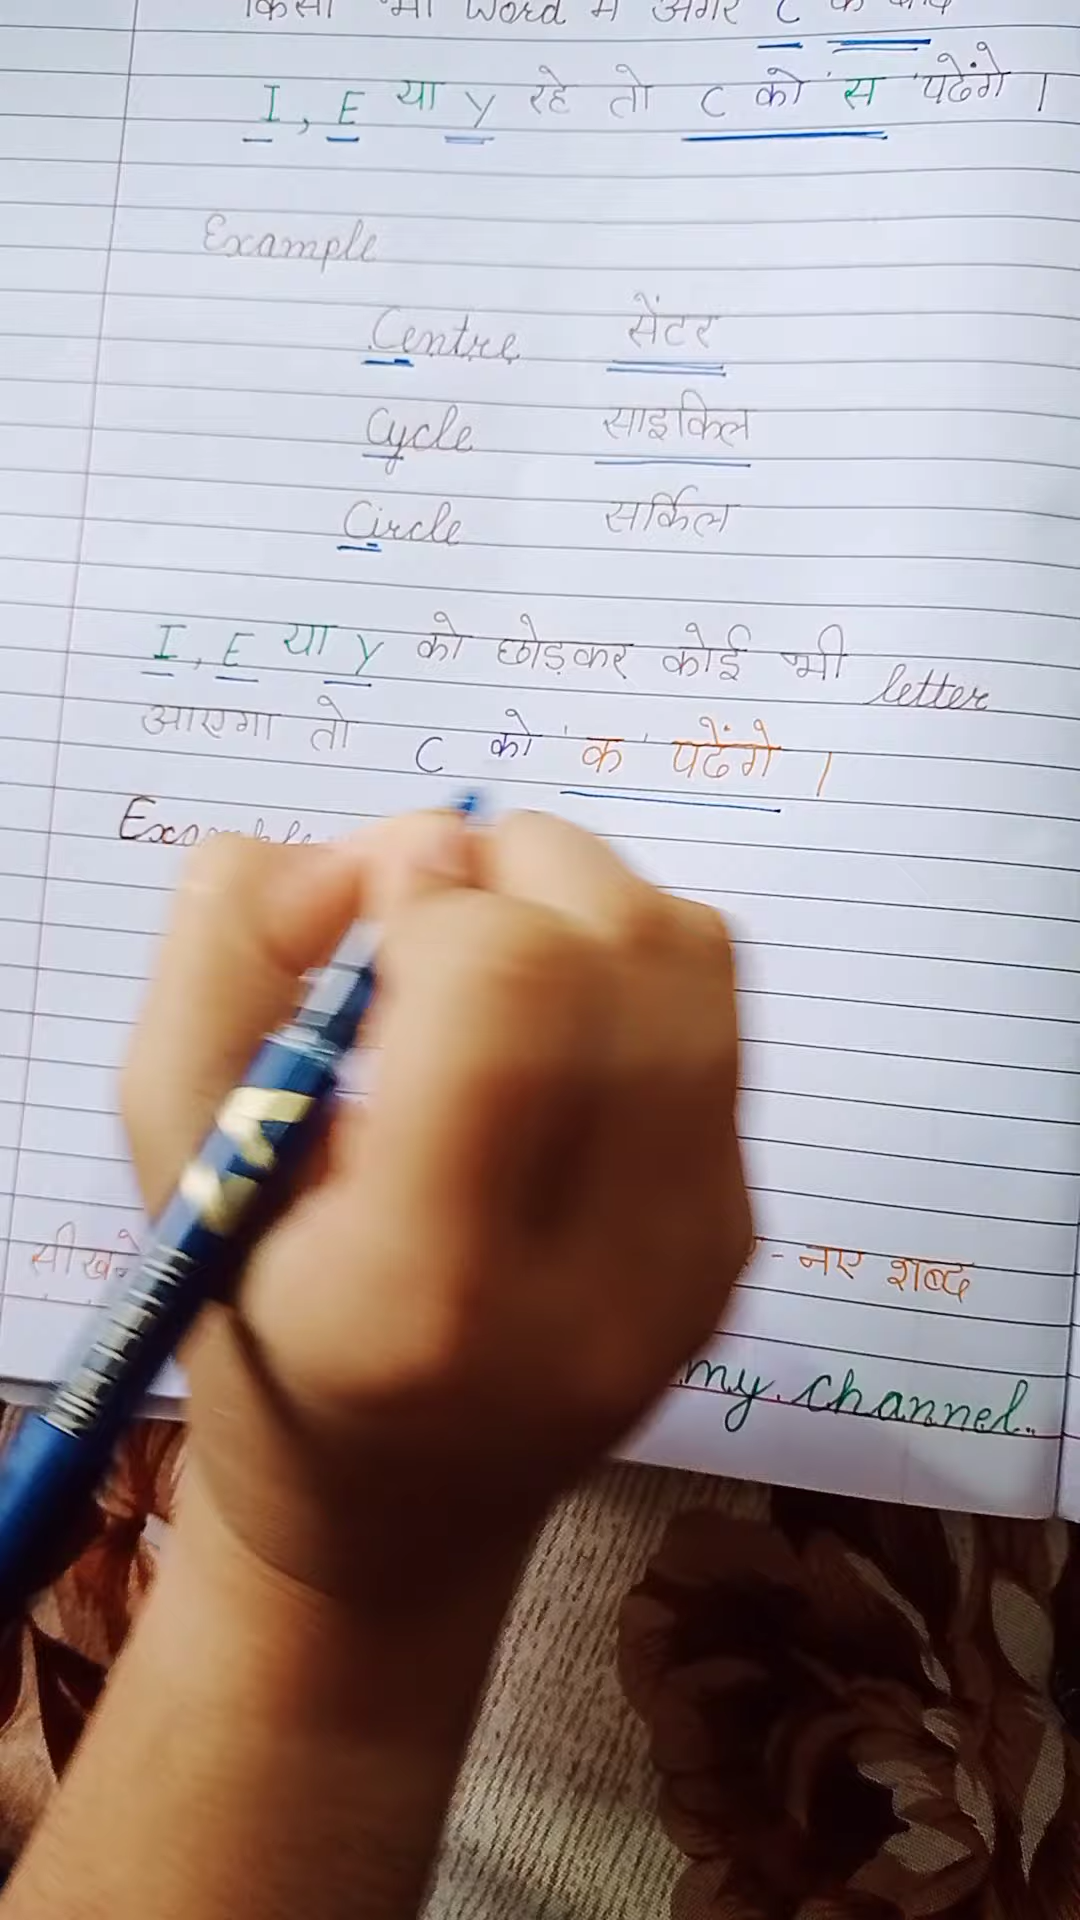 किसी भी word में अगर C के बाद
I, E या y रहे तो C को 'स' पढेंगे ।
Example
Centre सेंटर
Cycle साइकिल
Circle सर्किल
I, E या y को छोड़कर कोई भी letter
आएगा तो C को 'क' पढेंगे ।
Example
नए शब्द
my channel.